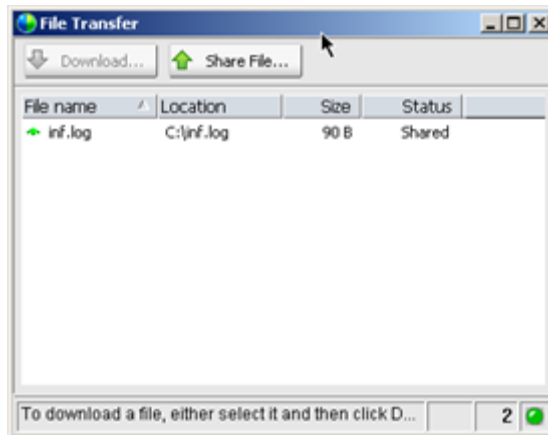 File Transfer
Download... Share File...
File name Location Size Status
inf.log C:\inf.log 90 B Shared
To download a file, either select it and then click D... 2